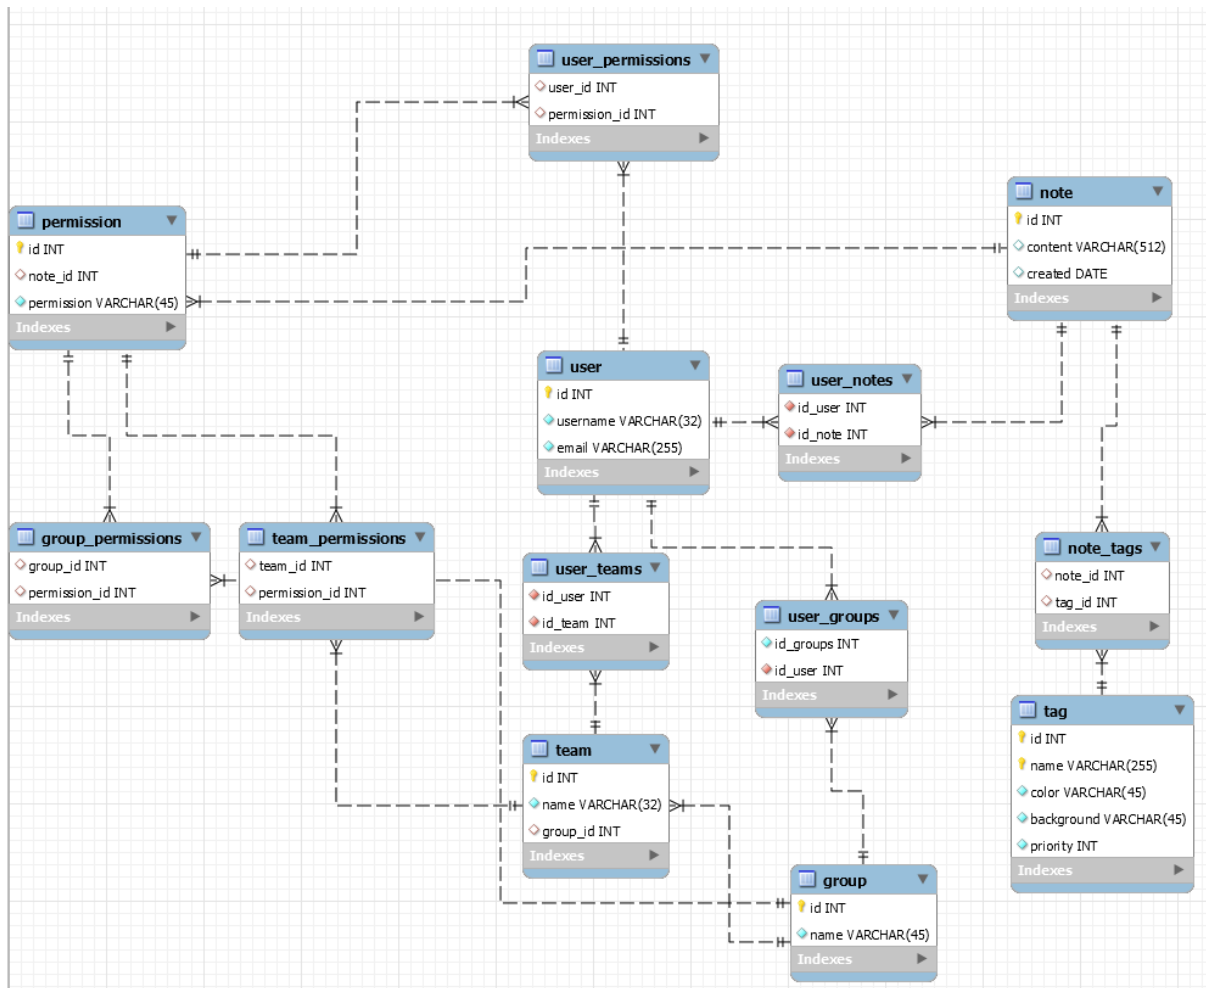 user_permissions
user_id INT
permission_id INT
Indexes
permission
id INT
note_id INT
permission VARCHAR(45)
Indexes
note
id INT
content VARCHAR(512)
created DATE
Indexes
user
id INT
username VARCHAR(32)
email VARCHAR(255)
Indexes
user_notes
id_user INT
id_note INT
Indexes
group_permissions
group_id INT
permission_id INT
Indexes
team_permissions
team_id INT
permission_id INT
Indexes
user_teams
id_user INT
id_team INT
Indexes
user_groups
id_groups INT
id_user INT
Indexes
note_tags
note_id INT
tag_id INT
Indexes
team
id INT
name VARCHAR(32)
group_id INT
Indexes
tag
id INT
name VARCHAR(255)
color VARCHAR(45)
background VARCHAR(45)
priority INT
Indexes
group
id INT
name VARCHAR(45)
Indexes